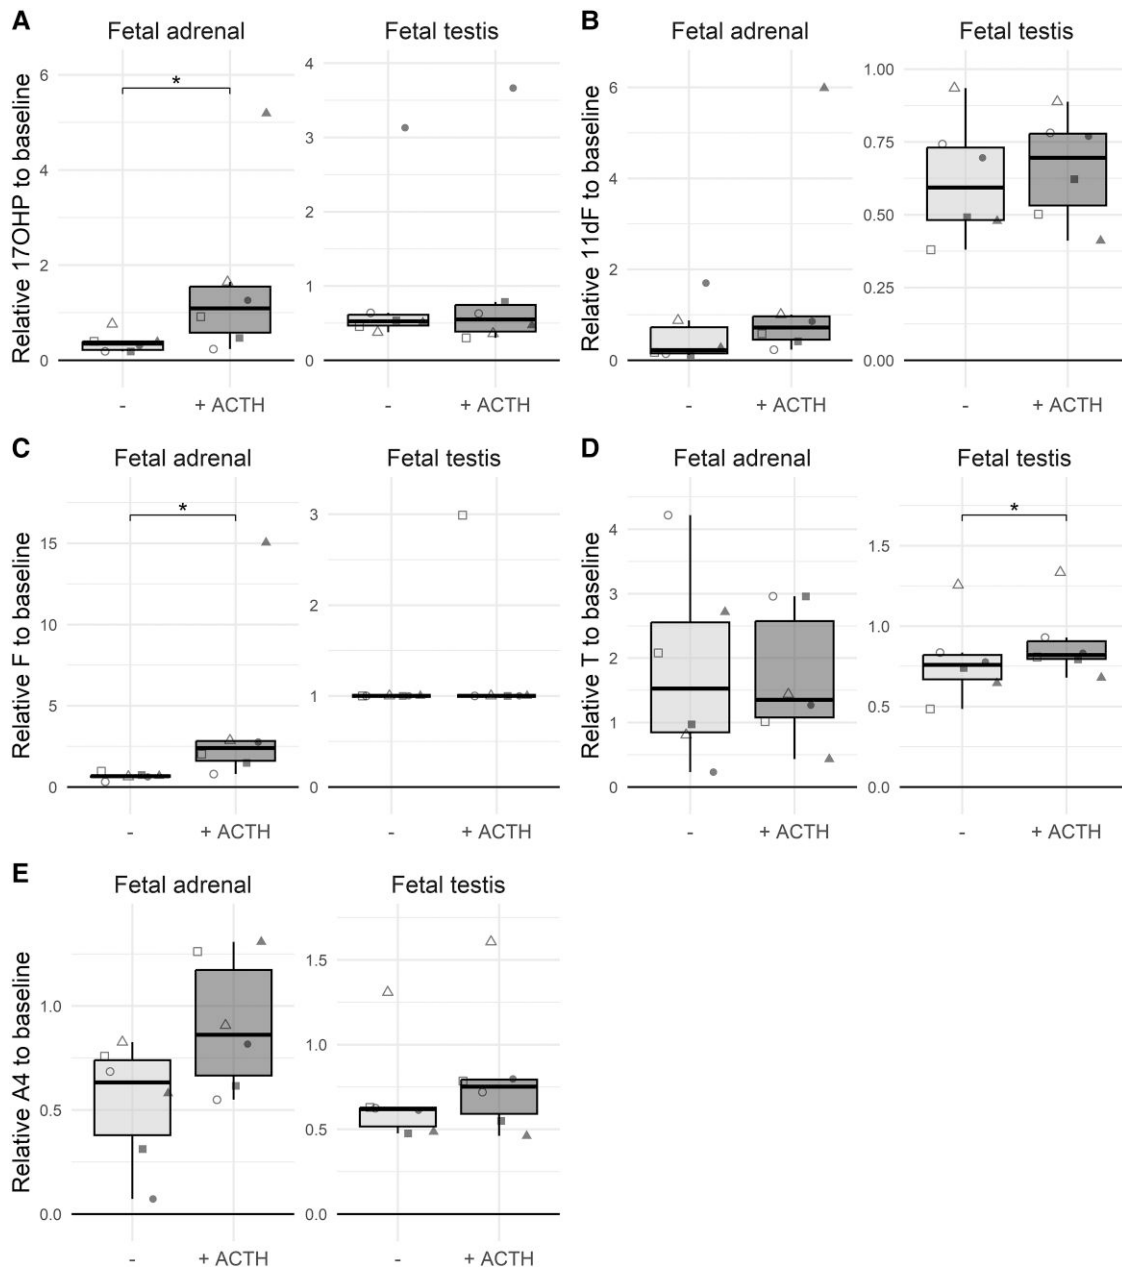 A
Fetal adrenal
Fetal testis
Relative 17OHP to baseline
6
4
2
0
*
4
3
2
1
0
-
+ ACTH
-
+ ACTH
B
Fetal adrenal
Fetal testis
Relative 11dF to baseline
6
4
2
0
1.00
0.75
0.50
0.25
0.00
-
+ ACTH
-
+ ACTH
C
Fetal adrenal
Fetal testis
Relative F to baseline
15
10
5
0
*
3
2
1
0
-
+ ACTH
-
+ ACTH
D
Fetal adrenal
Fetal testis
Relative T to baseline
4
3
2
1
0
*
1.5
1.0
0.5
0.0
-
+ ACTH
-
+ ACTH
E
Fetal adrenal
Fetal testis
Relative A4 to baseline
1.0
0.5
0.0
1.5
1.0
0.5
0.0
-
+ ACTH
-
+ ACTH